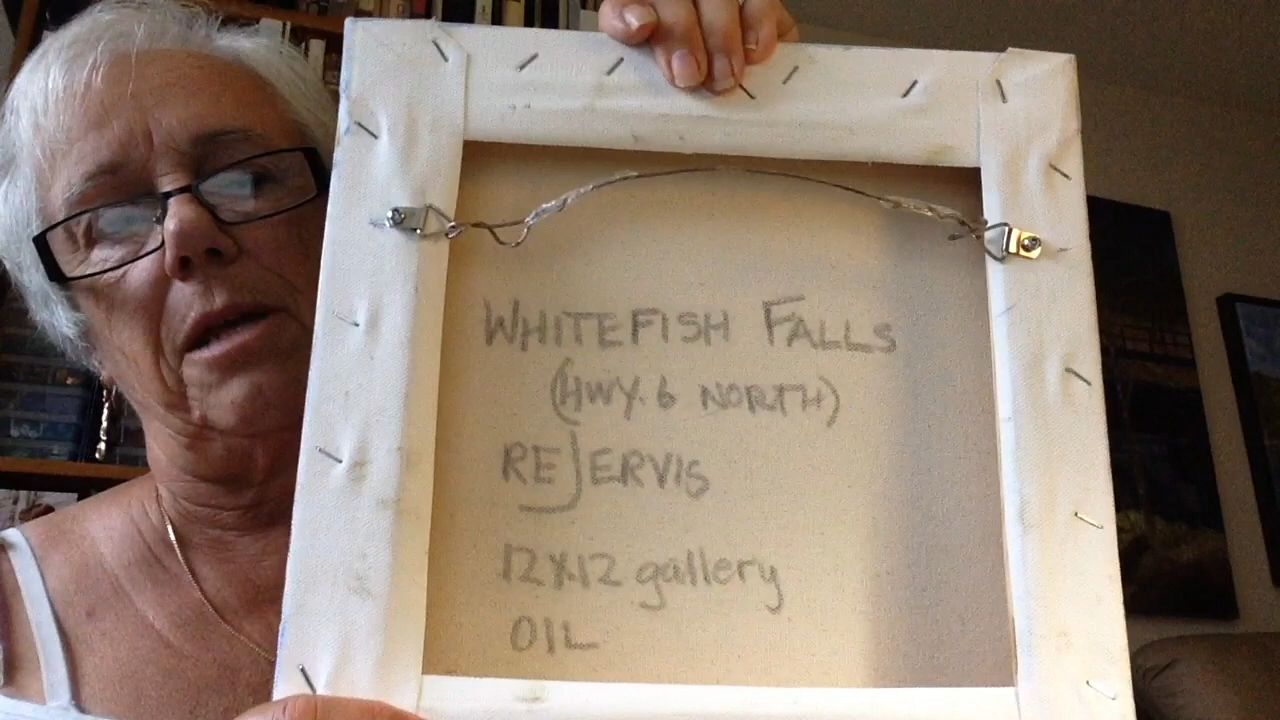 WHITEFISH FALLS
(HWY. 6 NORTH)
REJERVIS
12X12 gallery
OIL